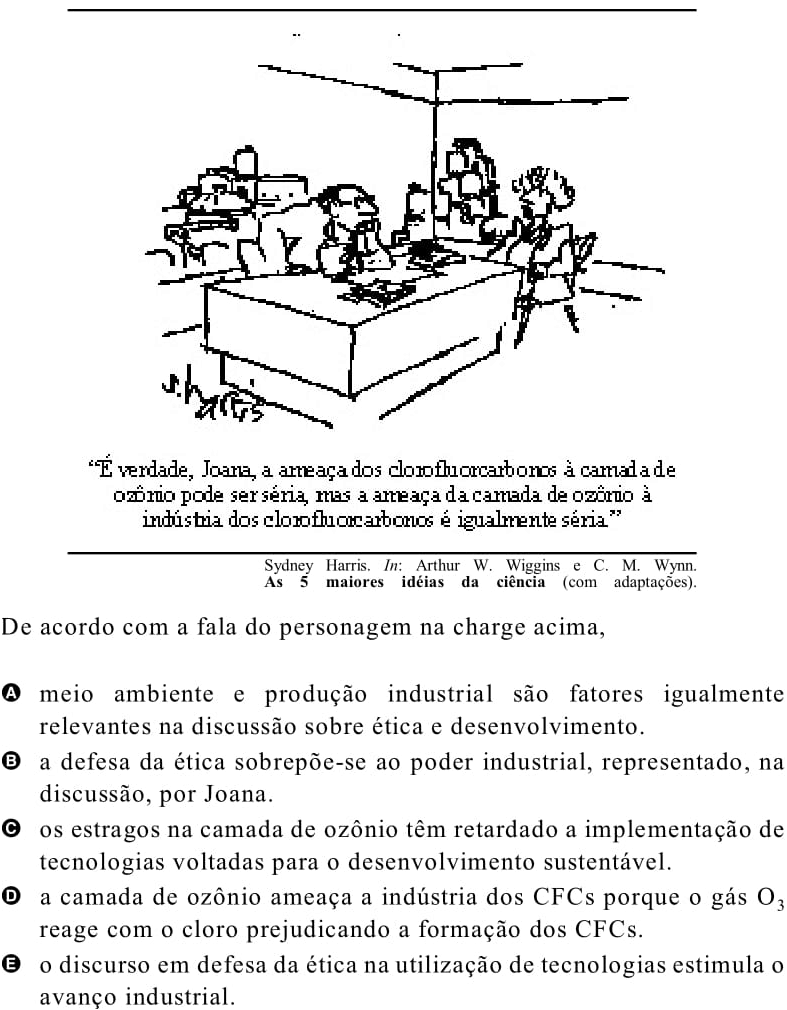 “É verdade, Joana, a ameaça dos clorofluorcarbonos à camada de
ozônio pode ser séria, mas a ameaça da camada de ozônio à
indústria dos clorofluorcarbonos é igualmente séria.”
Sydney Harris. In: Arthur W. Wiggins e C. M. Wynn.
As 5 maiores idéias da ciência (com adaptações).
De acordo com a fala do personagem na charge acima,
A meio ambiente e produção industrial são fatores igualmente
relevantes na discussão sobre ética e desenvolvimento.
B a defesa da ética sobrepõe-se ao poder industrial, representado, na
discussão, por Joana.
C os estragos na camada de ozônio têm retardado a implementação de
tecnologias voltadas para o desenvolvimento sustentável.
D a camada de ozônio ameaça a indústria dos CFCs porque o gás O₃
reage com o cloro prejudicando a formação dos CFCs.
E o discurso em defesa da ética na utilização de tecnologias estimula o
avanço industrial.